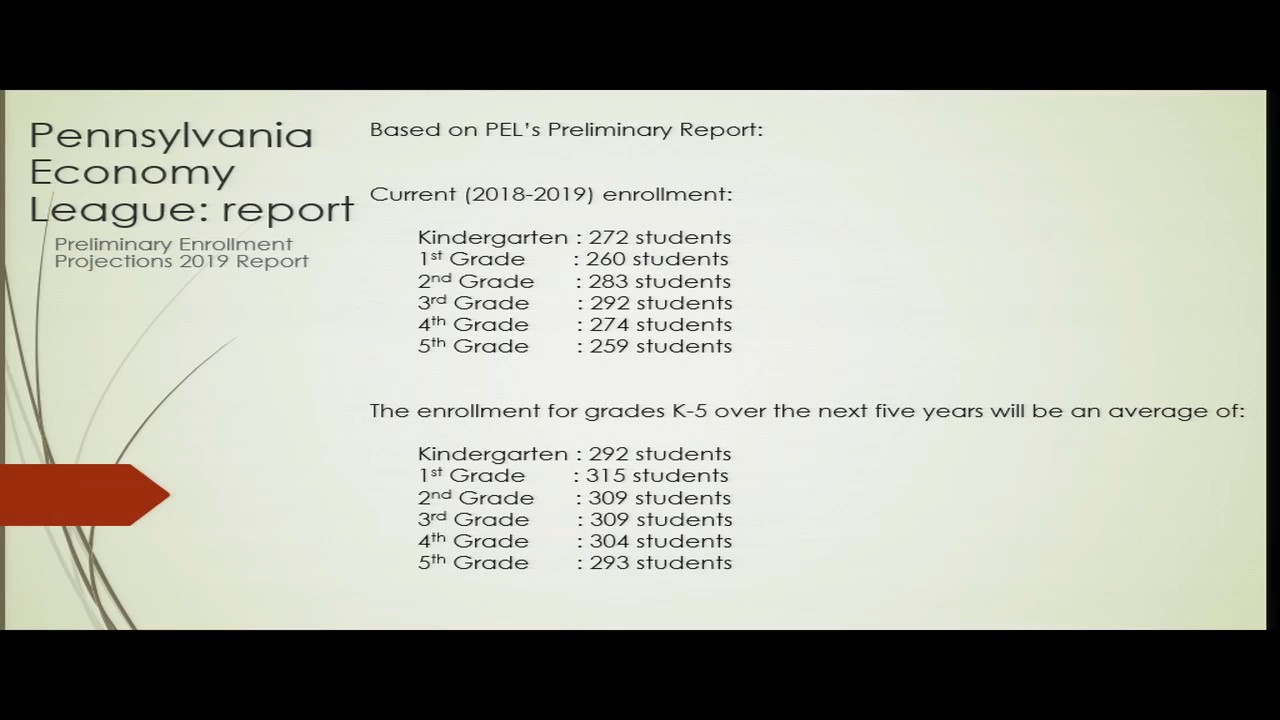 Pennsylvania
Economy
League: report
Preliminary Enrollment
Projections 2019 Report
Based on PEL's Preliminary Report:
Current (2018-2019) enrollment:
Kindergarten : 272 students
1st Grade : 260 students
2nd Grade : 283 students
3rd Grade : 292 students
4th Grade : 274 students
5th Grade : 259 students
The enrollment for grades K-5 over the next five years will be an average of:
Kindergarten : 292 students
1st Grade : 315 students
2nd Grade : 309 students
3rd Grade : 309 students
4th Grade : 304 students
5th Grade : 293 students